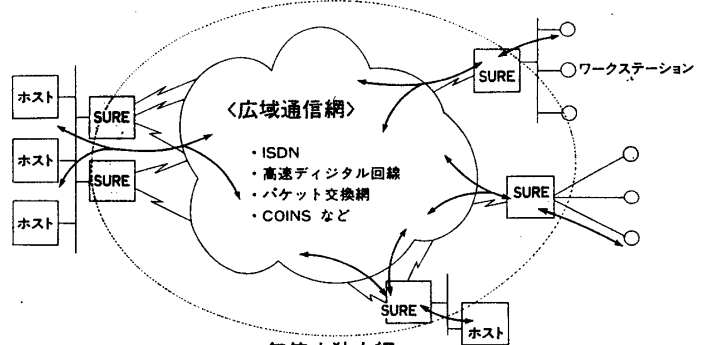 ホスト
ホスト
ホスト
SURE
SURE
〈広域通信網〉
・ISDN
・高速ディジタル回線
・パケット交換網
・COINS など
SURE
ワークステーション
SURE
SURE
ホスト